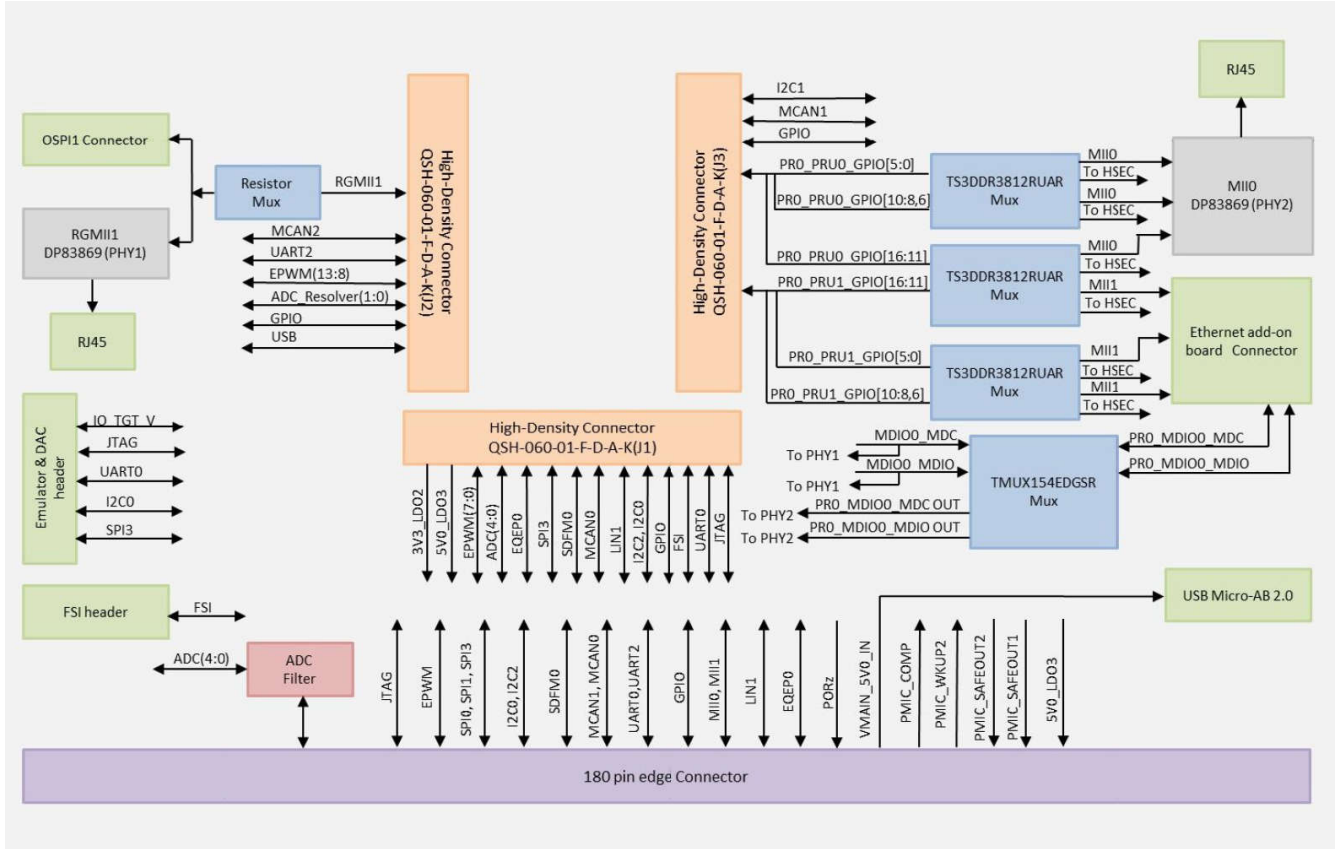 OSPI1 Connector
Resistor
Mux
RGMII1
RGMII1
DP83869 (PHY1)
RJ45
MCAN2
UART2
EPWM(13:8)
ADC_Resolver(1:0)
GPIO
USB
High-Density Connector
QSH-060-01-F-D-A-K(J2)
High-Density Connector
QSH-060-01-F-D-A-K(J3)
I2C1
MCAN1
GPIO
PR0_PRU0_GPIO[5:0]
PR0_PRU0_GPIO[10:8,6]
PR0_PRU0_GPIO[16:11]
PR0_PRU1_GPIO[16:11]
PR0_PRU1_GPIO[5:0]
PR0_PRU1_GPIO[10:8,6]
TS3DDR3812RUAR
Mux
TS3DDR3812RUAR
Mux
TS3DDR3812RUAR
Mux
MII0
To HSEC
MII0
To HSEC
MII0
To HSEC
MII1
To HSEC
MII1
To HSEC
MII1
To HSEC
RJ45
MII0
DP83869 (PHY2)
Ethernet add-on
board Connector
Emulator & DAC
header
IO_TGT_V
JTAG
UART0
I2C0
SPI3
High-Density Connector
QSH-060-01-F-D-A-K(J1)
3V3_LDO2
5V0_LDO3
EPWM(7:0)
ADC(4:0)
EQEP0
SPI3
SDFM0
MCAN0
LIN1
I2C2, I2C0
GPIO
FSI
UART0
JTAG
MDIO0_MDC
To PHY1
MDIO0_MDIO
To PHY1
PR0_MDIO0_MDC OUT
To PHY2
PR0_MDIO0_MDIO OUT
To PHY2
TMUX154EDGSR
Mux
PR0_MDIO0_MDC
PR0_MDIO0_MDIO
FSI header
FSI
ADC(4:0)
ADC
Filter
USB Micro-AB 2.0
JTAG
EPWM
SPI0, SPI1, SPI3
I2C0, I2C2
SDFM0
MCAN1, MCAN0
UART0,UART2
GPIO
MII0, MII1
LIN1
EQEP0
PORz
VMAIN_5V0_IN
PMIC_COMP
PMIC_WKUP2
PMIC_SAFEOUT2
PMIC_SAFEOUT1
5V0_LDO3
180 pin edge Connector